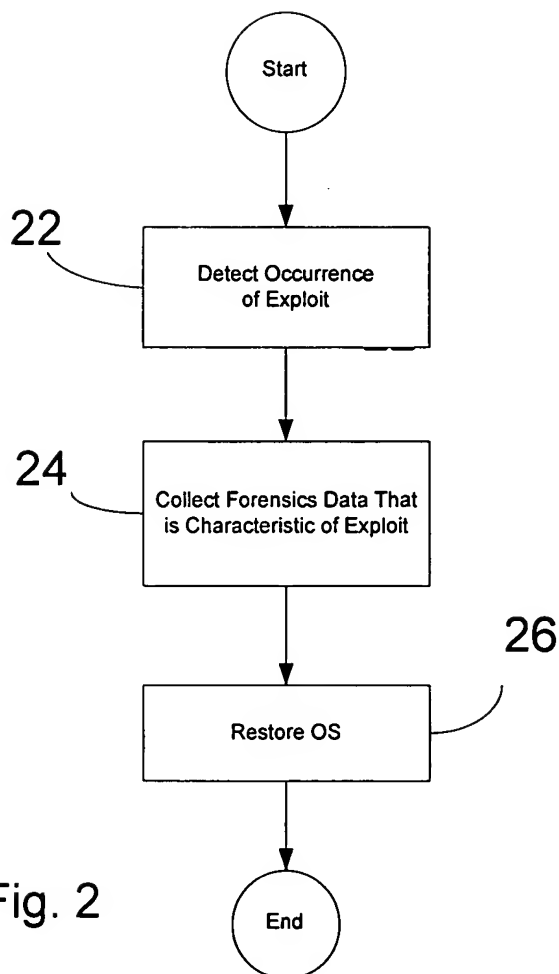 Start
22
Detect Occurrence
of Exploit
24
Collect Forensics Data That
is Characteristic of Exploit
26
Restore OS
End
Fig. 2